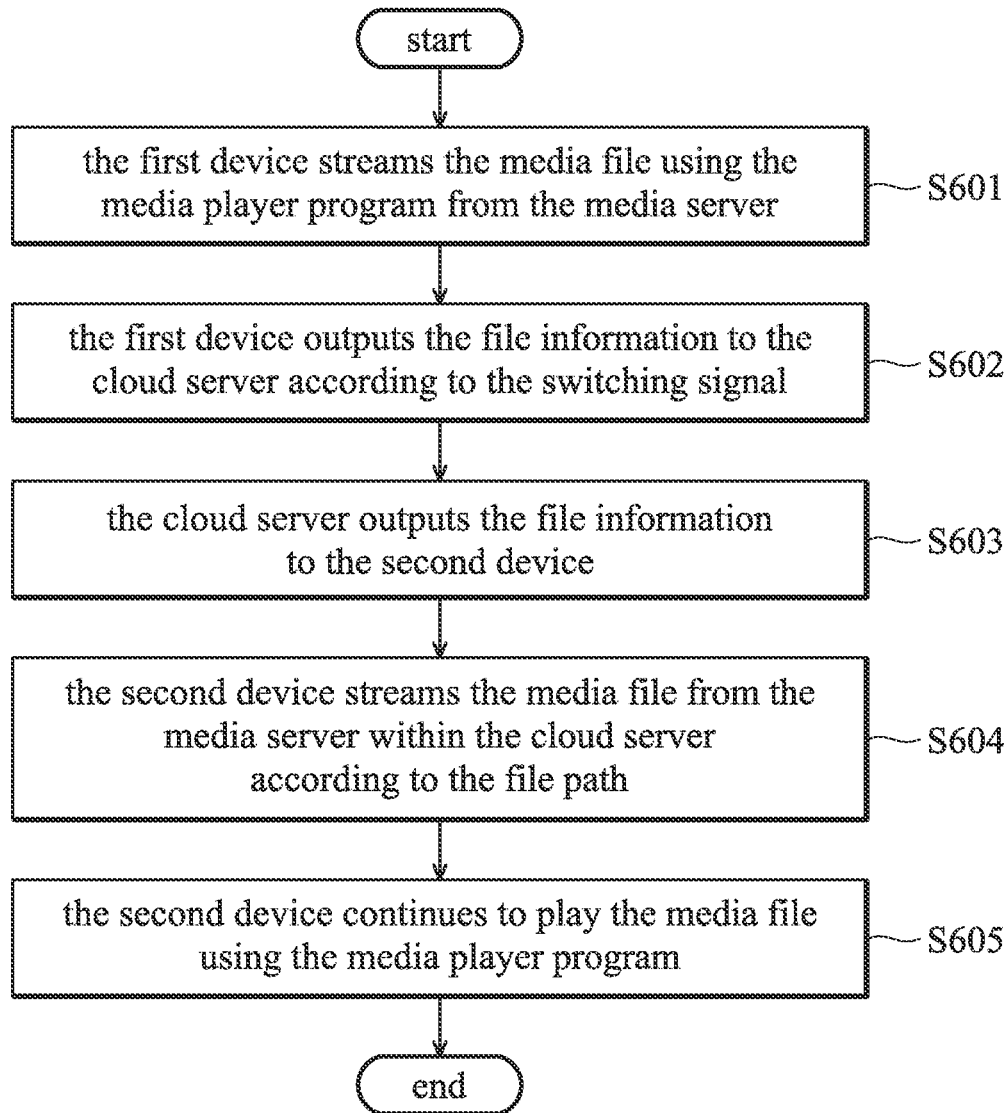 start
the first device streams the media file using the
media player program from the media server
S601
the first device outputs the file information to the
cloud server according to the switching signal
S602
the cloud server outputs the file information
to the second device
S603
the second device streams the media file from the
media server within the cloud server
according to the file path
S604
the second device continues to play the media file
using the media player program
S605
end